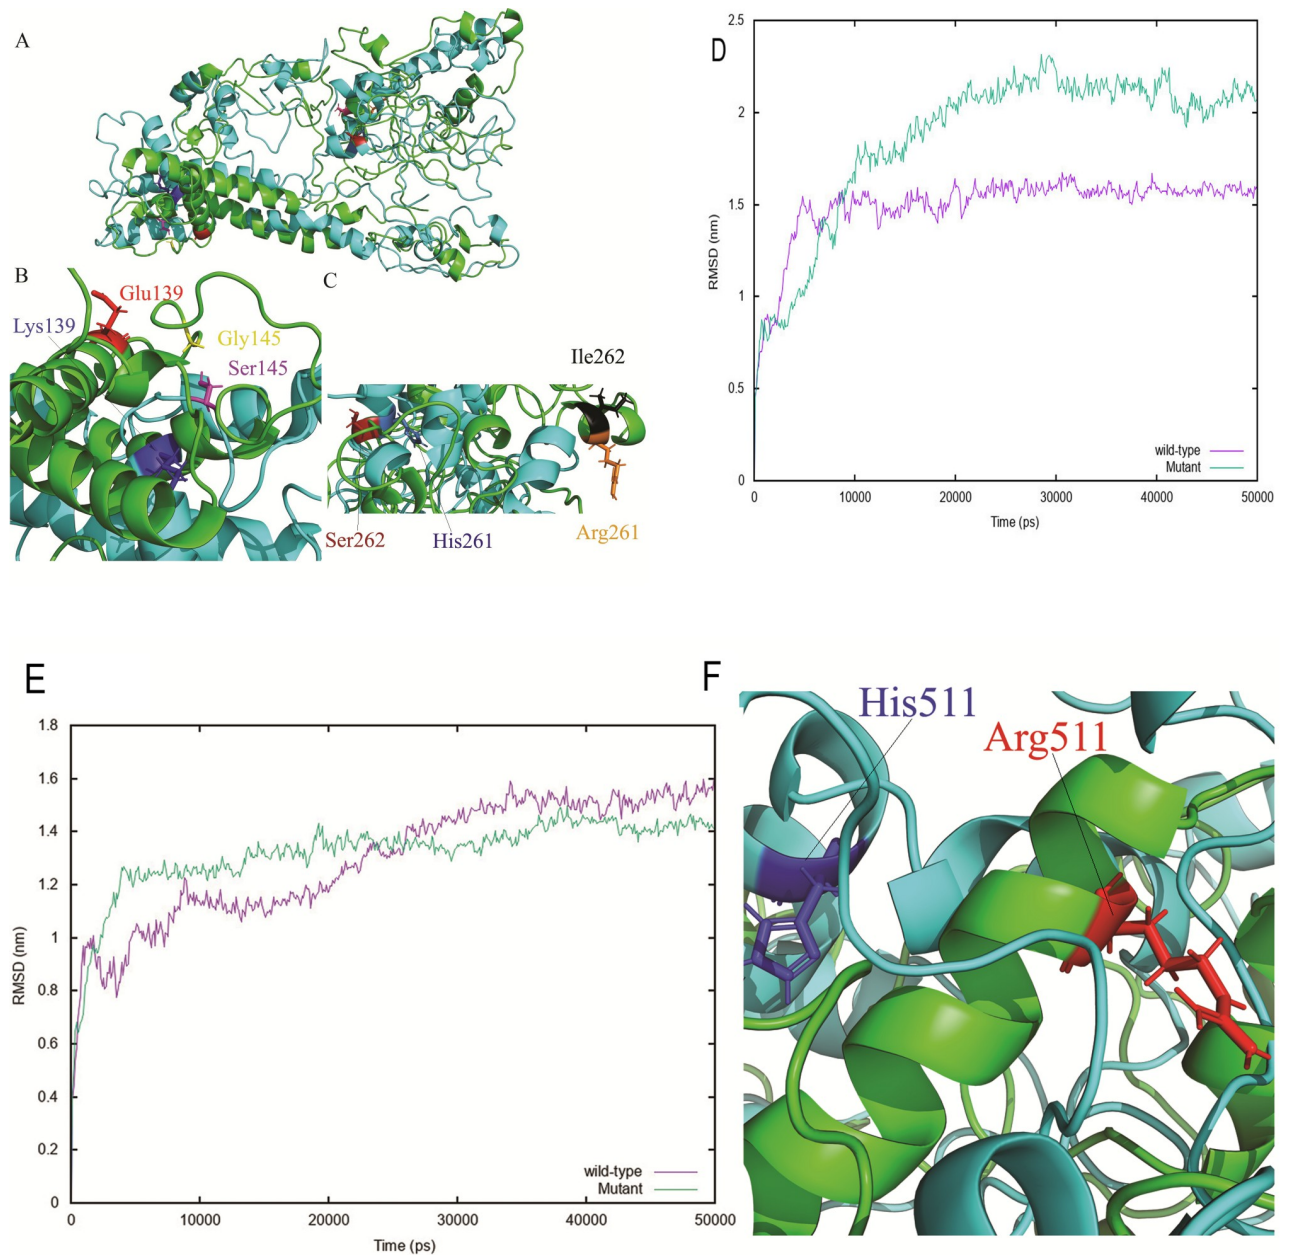 A
B
Glu139
Lys139
Gly145
Ser145
C
Ile262
Ser262
His261
Arg261
D
2.5
2
1.5
1
0.5
0
RMSD (nm)
wild-type
Mutant
0
10000
20000
30000
40000
50000
Time (ps)
E
1.8
1.6
1.4
1.2
1
0.8
0.6
0.4
0.2
0
RMSD (nm)
wild-type
Mutant
0
10000
20000
30000
40000
50000
Time (ps)
F
His511
Arg511